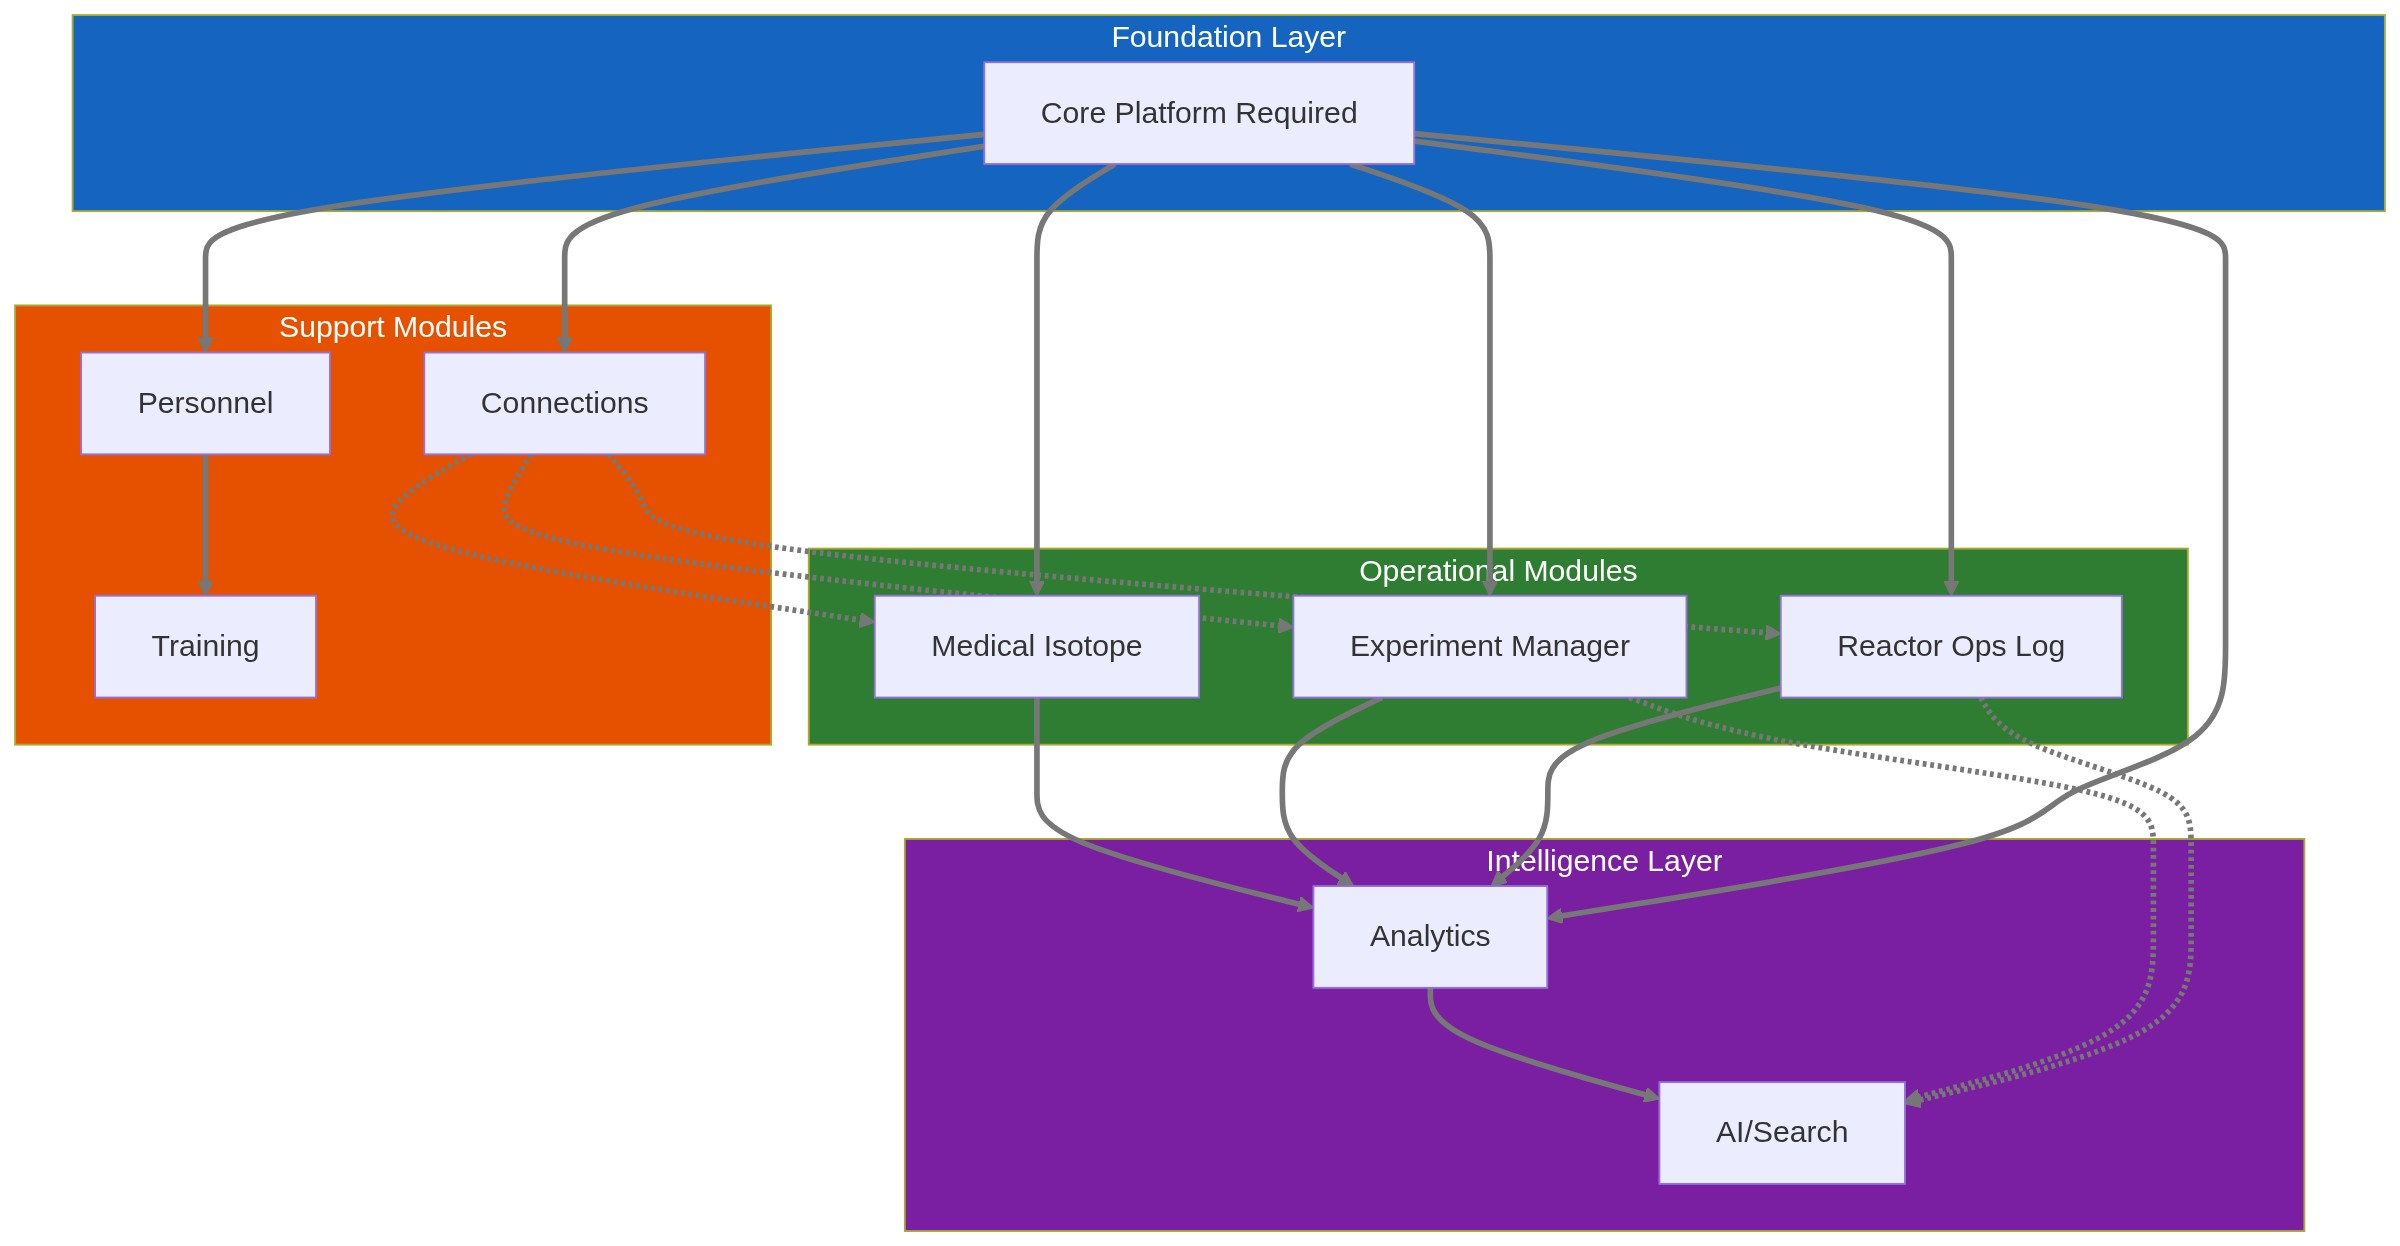 Foundation Layer
Core Platform Required
Support Modules
Personnel
Connections
Training
Operational Modules
Medical Isotope
Experiment Manager
Reactor Ops Log
Intelligence Layer
Analytics
AI/Search